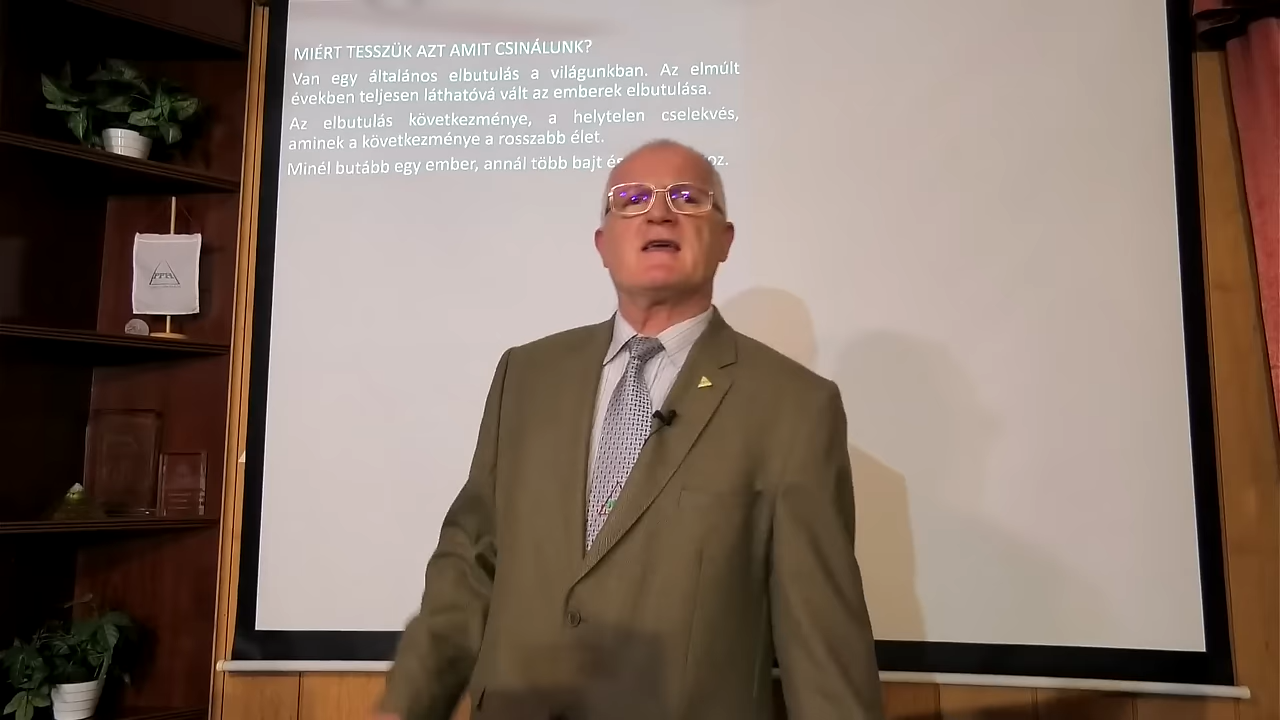 MIÉRT TESSZÜK AZT AMIT CSINÁLUNK?
Van egy általános elbutulás a világunkban. Az elmúlt
években teljesen láthatóvá vált az emberek elbutulása.
Az elbutulás következménye, a helytelen cselekvés,
aminek a következménye a rosszabb élet.
Minél butább egy ember, annál több bajt